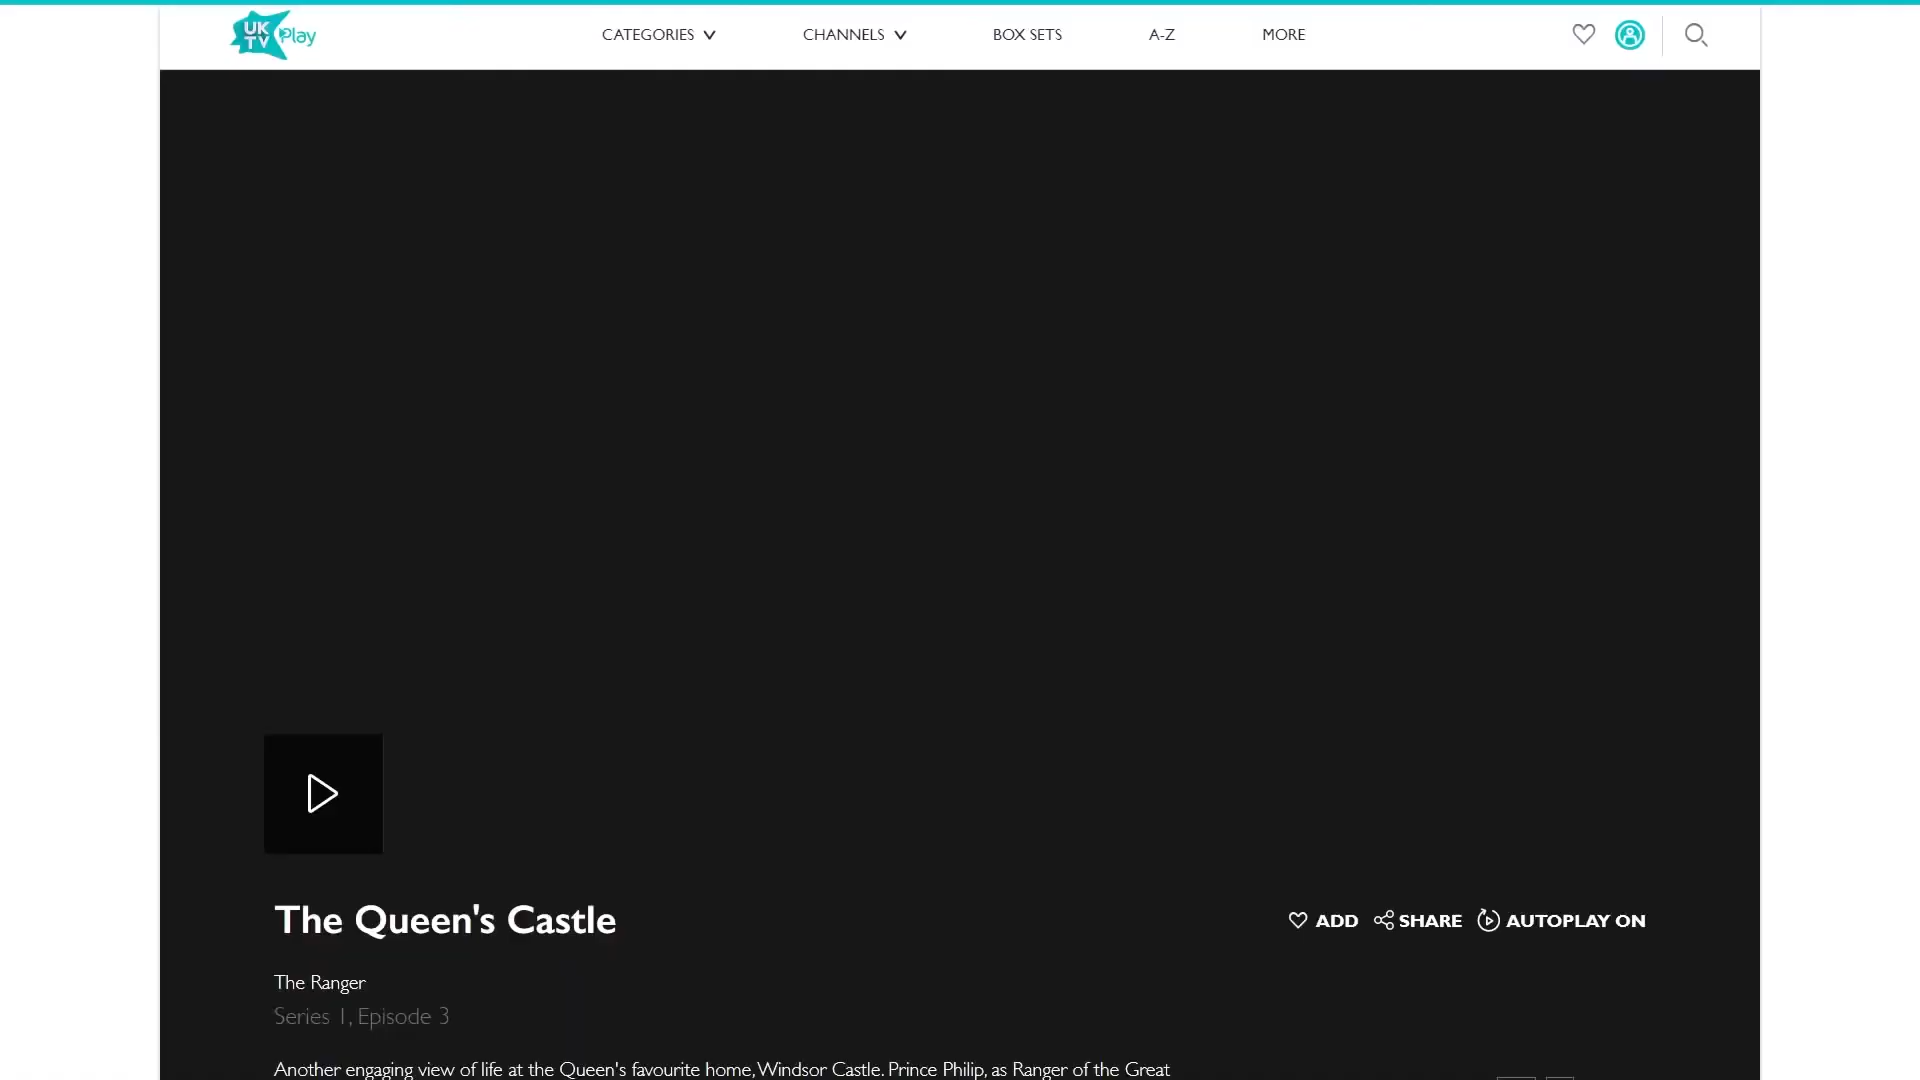 UK TV Play
CATEGORIES
CHANNELS
BOX SETS
A-Z
MORE
The Queen's Castle
ADD
SHARE
AUTOPLAY ON
The Ranger
Series 1, Episode 3
Another engaging view of life at the Queen's favourite home, Windsor Castle. Prince Philip, as Ranger of the Great